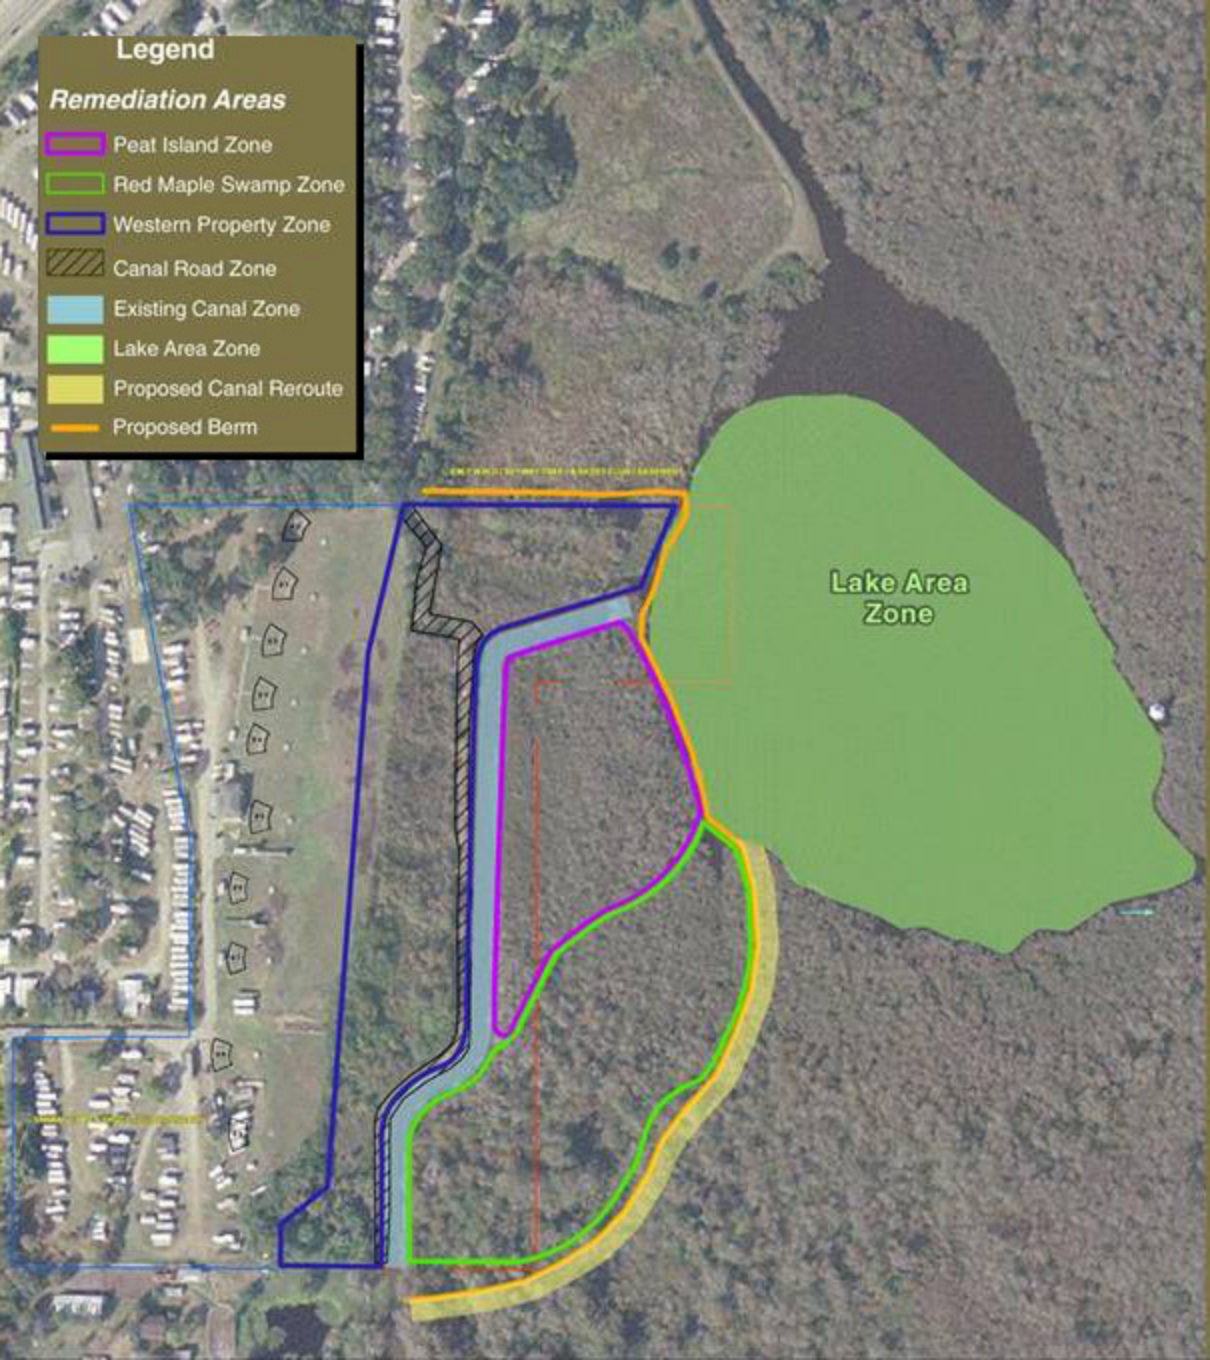 Legend
Remediation Areas
Peat Island Zone
Red Maple Swamp Zone
Western Property Zone
Canal Road Zone
Existing Canal Zone
Lake Area Zone
Proposed Canal Reroute
Proposed Berm
Lake Area
Zone